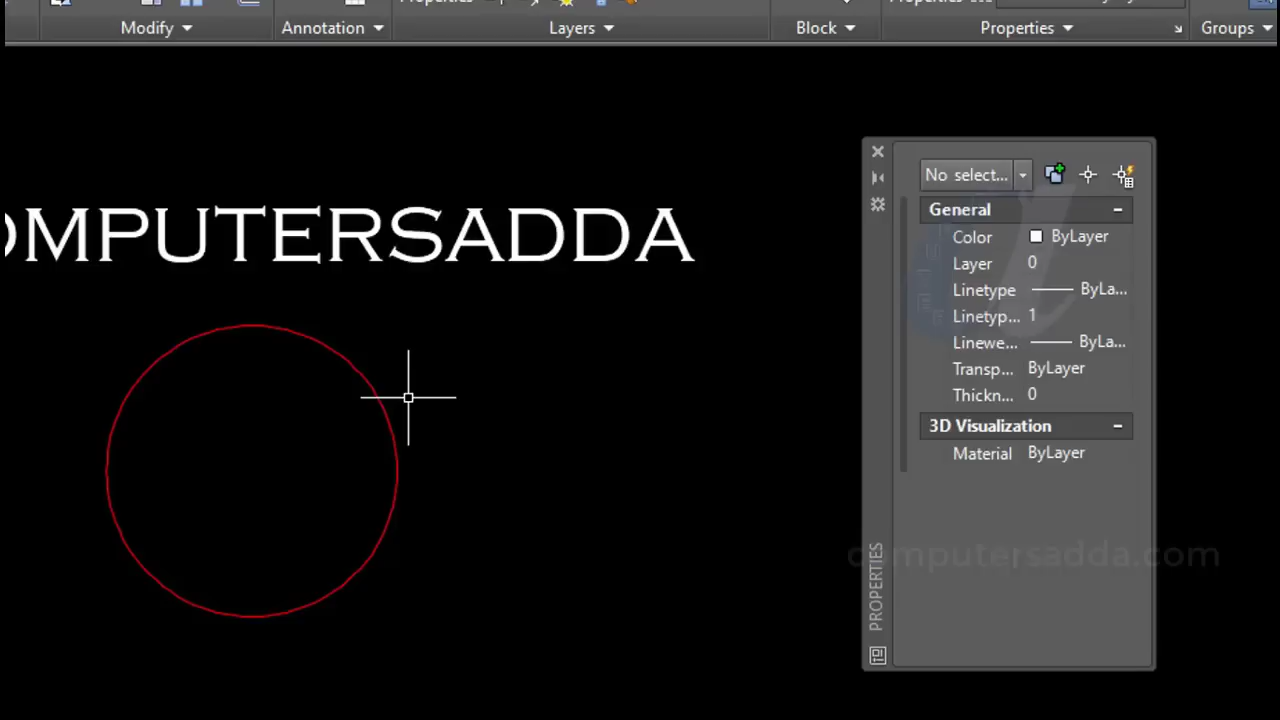 Modify Annotation Layers Block Properties Groups
No select...
OMPUTERSADDA
General
Color ByLayer
Layer 0
Linetype ByLa...
Linetyp... 1
Linewe... ByLa...
Transp... ByLayer
Thickn... 0
3D Visualization
Material ByLayer
computersadda.com
PROPERTIES